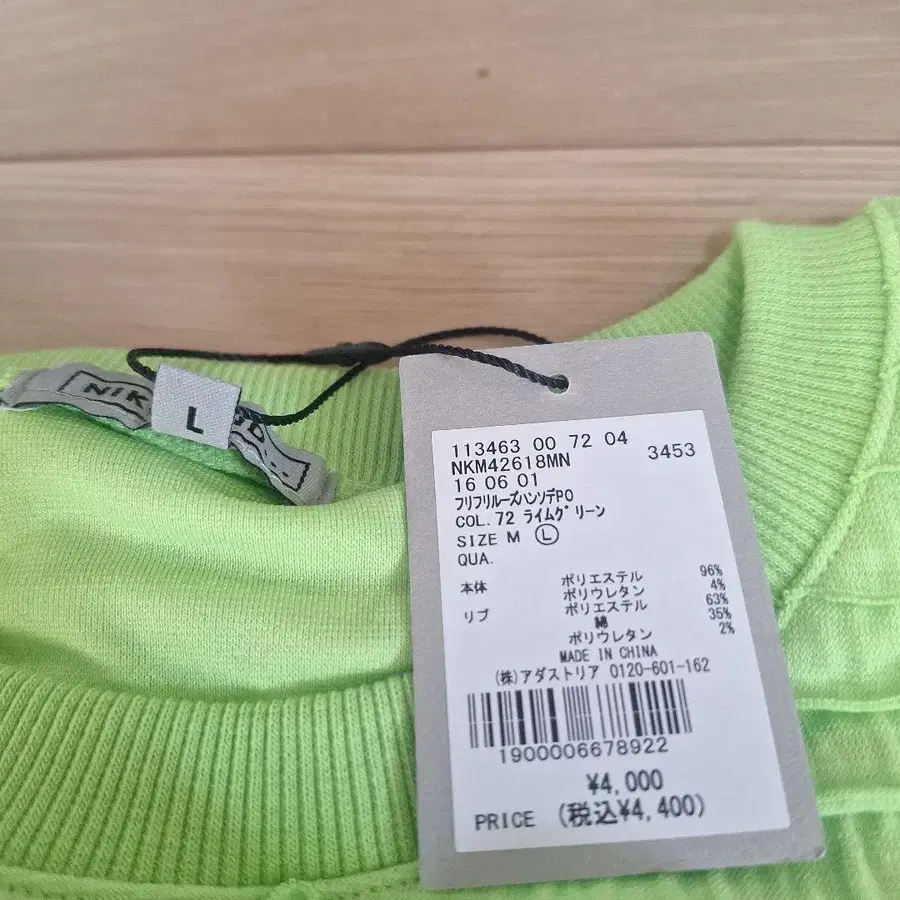 L
113463 00 72 04
3453
NKM42618MN
16 06 01
フリフリルーズハンソデPO
COL.72 ライムグリーン
SIZE M Ⓛ
QUA.
本体 ポリエステル 96%
ポリウレタン 4%
リブ ポリエステル 63%
綿 35%
ポリウレタン 2%
MADE IN CHINA
(株)アダストリア 0120-601-162
1900006678922
¥4,000
PRICE (税込¥4,400)